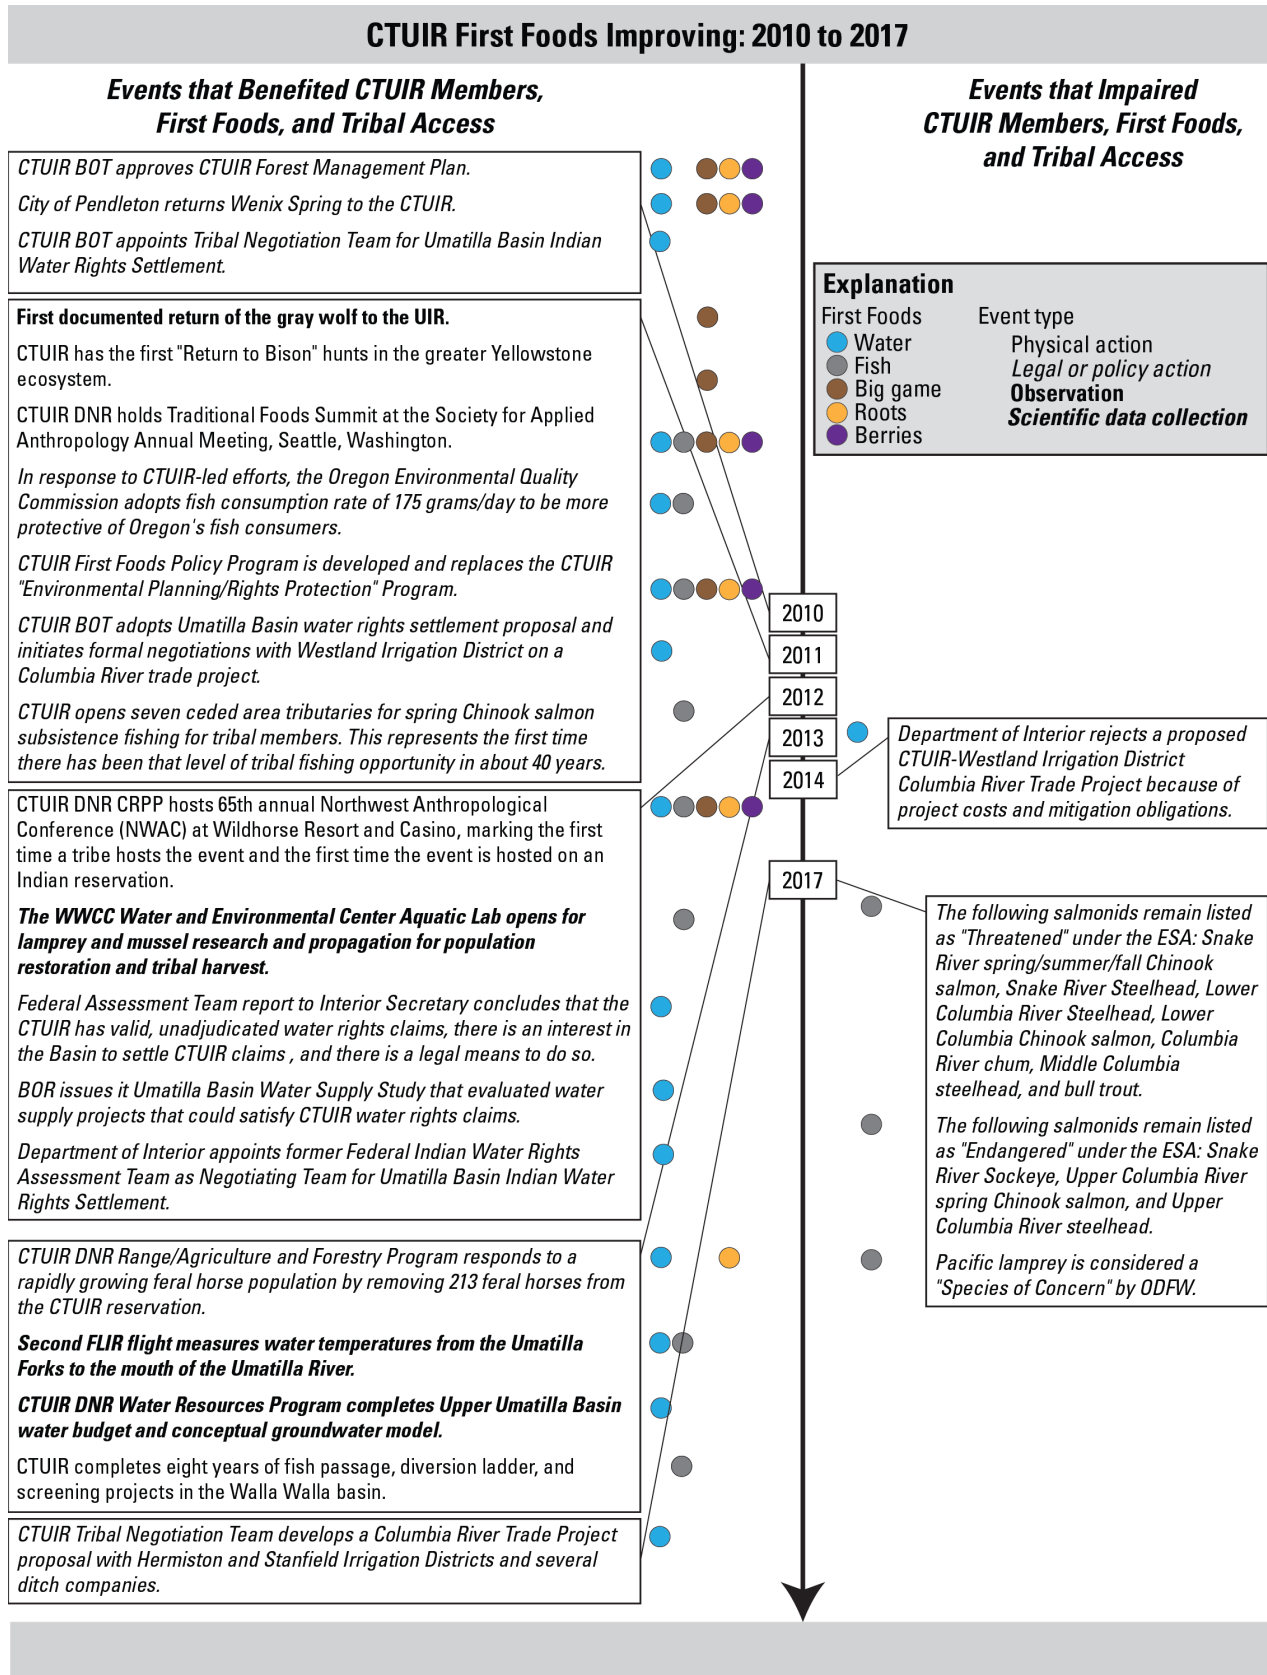 CTUIR First Foods Improving: 2010 to 2017
Events that Benefited CTUIR Members,
First Foods, and Tribal Access
CTUIR BOT approves CTUIR Forest Management Plan.
City of Pendleton returns Wenix Spring to the CTUIR.
CTUIR BOT appoints Tribal Negotiation Team for Umatilla Basin Indian
Water Rights Settlement.
First documented return of the gray wolf to the UIR.
CTUIR has the first "Return to Bison" hunts in the greater Yellowstone
ecosystem.
CTUIR DNR holds Traditional Foods Summit at the Society for Applied
Anthropology Annual Meeting, Seattle, Washington.
In response to CTUIR-led efforts, the Oregon Environmental Quality
Commission adopts fish consumption rate of 175 grams/day to be more
protective of Oregon's fish consumers.
CTUIR First Foods Policy Program is developed and replaces the CTUIR
"Environmental Planning/Rights Protection" Program.
CTUIR BOT adopts Umatilla Basin water rights settlement proposal and
initiates formal negotiations with Westland Irrigation District on a
Columbia River trade project.
CTUIR opens seven ceded area tributaries for spring Chinook salmon
subsistence fishing for tribal members. This represents the first time
there has been that level of tribal fishing opportunity in about 40 years.
CTUIR DNR CRPP hosts 65th annual Northwest Anthropological
Conference (NWAC) at Wildhorse Resort and Casino, marking the first
time a tribe hosts the event and the first time the event is hosted on an
Indian reservation.
The WWCC Water and Environmental Center Aquatic Lab opens for
lamprey and mussel research and propagation for population
restoration and tribal harvest.
Federal Assessment Team report to Interior Secretary concludes that the
CTUIR has valid, unadjudicated water rights claims, there is an interest in
the Basin to settle CTUIR claims , and there is a legal means to do so.
BOR issues it Umatilla Basin Water Supply Study that evaluated water
supply projects that could satisfy CTUIR water rights claims.
Department of Interior appoints former Federal Indian Water Rights
Assessment Team as Negotiating Team for Umatilla Basin Indian Water
Rights Settlement.
CTUIR DNR Range/Agriculture and Forestry Program responds to a
rapidly growing feral horse population by removing 213 feral horses from
the CTUIR reservation.
Second FLIR flight measures water temperatures from the Umatilla
Forks to the mouth of the Umatilla River.
CTUIR DNR Water Resources Program completes Upper Umatilla Basin
water budget and conceptual groundwater model.
CTUIR completes eight years of fish passage, diversion ladder, and
screening projects in the Walla Walla basin.
CTUIR Tribal Negotiation Team develops a Columbia River Trade Project
proposal with Hermiston and Stanfield Irrigation Districts and several
ditch companies.
2010
2011
2012
2013
2014
2017
Events that Impaired
CTUIR Members, First Foods,
and Tribal Access
Explanation
First Foods
Water
Fish
Big game
Roots
Berries
Event type
Physical action
Legal or policy action
Observation
Scientific data collection
Department of Interior rejects a proposed
CTUIR-Westland Irrigation District
Columbia River Trade Project because of
project costs and mitigation obligations.
The following salmonids remain listed
as "Threatened" under the ESA: Snake
River spring/summer/fall Chinook
salmon, Snake River Steelhead, Lower
Columbia River Steelhead, Lower
Columbia Chinook salmon, Columbia
River chum, Middle Columbia
steelhead, and bull trout.
The following salmonids remain listed
as "Endangered" under the ESA: Snake
River Sockeye, Upper Columbia River
spring Chinook salmon, and Upper
Columbia River steelhead.
Pacific lamprey is considered a
"Species of Concern" by ODFW.